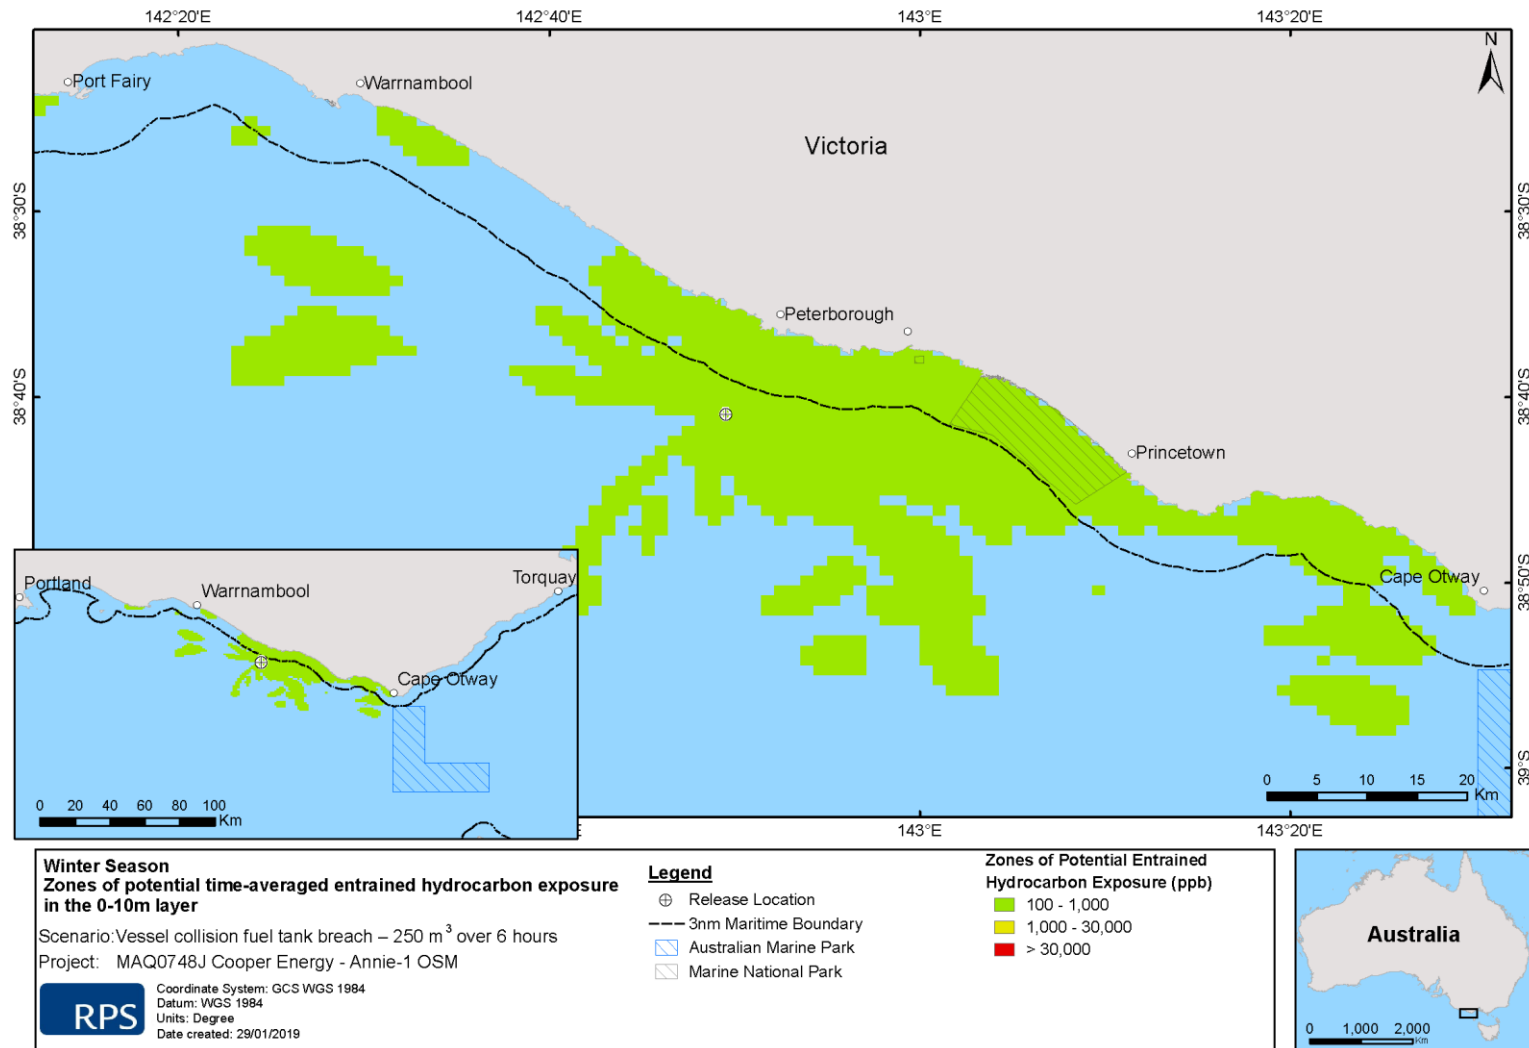 142°20'E
142°40'E
143°E
143°20'E
N
Port Fairy
Warrnambool
Victoria
38°30'S
38°30'S
Peterborough
38°40'S
38°40'S
Princetown
Cape Otway
38°50'S
39°S
Portland
Warrnambool
Torquay
Cape Otway
0 20 40 60 80 100
Km
0 5 10 15 20
Km
143°E
143°20'E
Winter Season
Zones of potential time-averaged entrained hydrocarbon exposure
in the 0-10m layer
Scenario: Vessel collision fuel tank breach – 250 m³ over 6 hours
Project: MAQ0748J Cooper Energy - Annie-1 OSM
RPS
Coordinate System: GCS WGS 1984
Datum: WGS 1984
Units: Degree
Date created: 29/01/2019
Legend
Release Location
3nm Maritime Boundary
Australian Marine Park
Marine National Park
Zones of Potential Entrained
Hydrocarbon Exposure (ppb)
100 - 1,000
1,000 - 30,000
> 30,000
Australia
0 1,000 2,000
Km